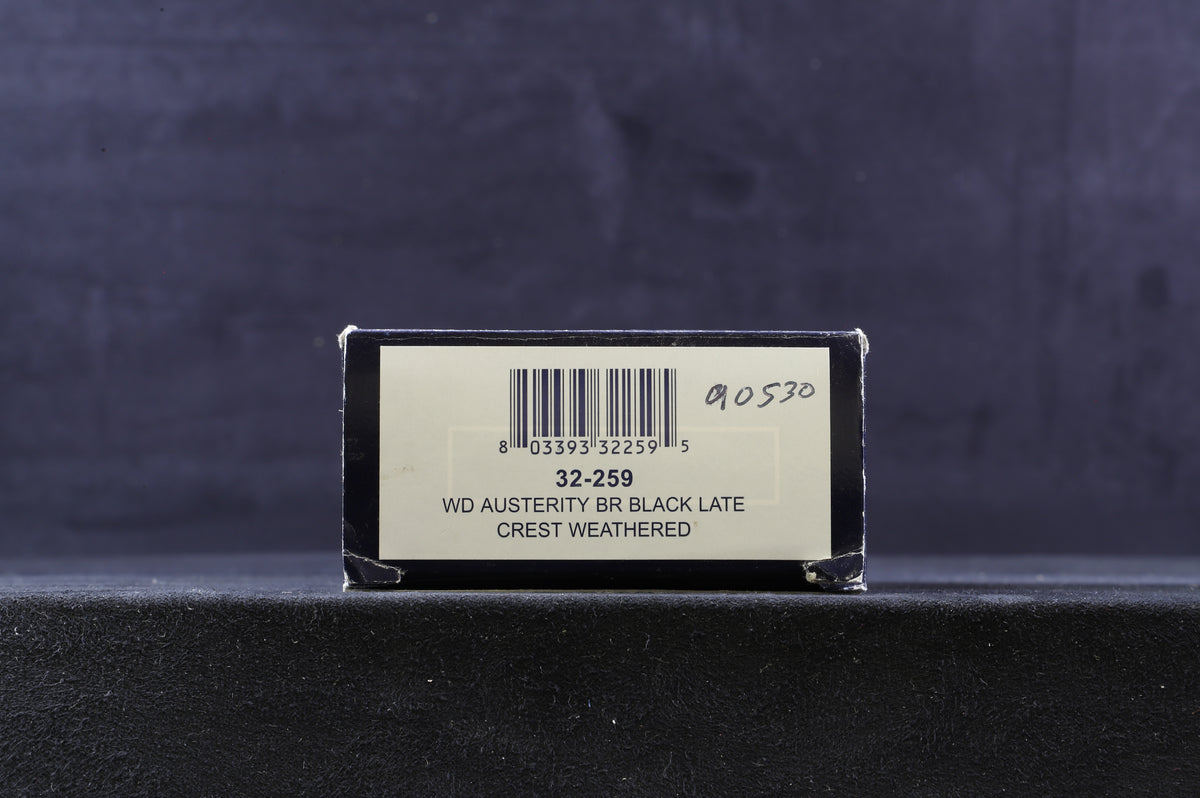 90530
8 03393 32259 5
32-259
WD AUSTERITY BR BLACK LATE
CREST WEATHERED